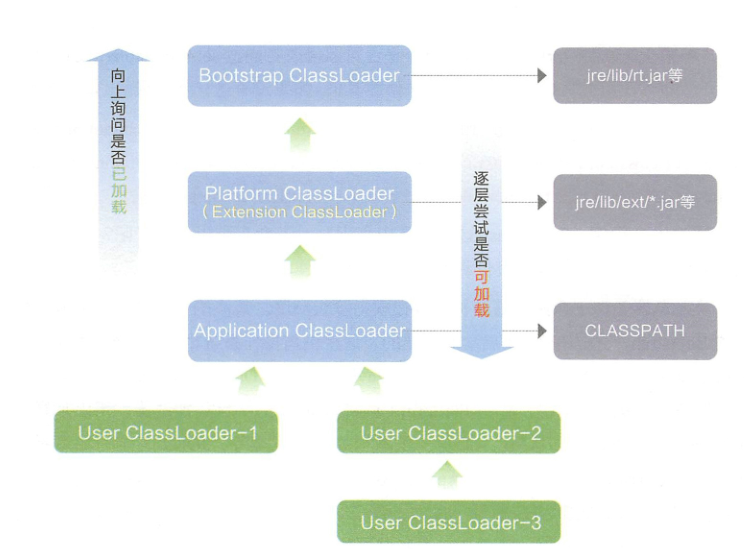 向上询问是否已加载
Bootstrap ClassLoader
jre/lib/rt.jar等
Platform ClassLoader
（Extension ClassLoader）
jre/lib/ext/*.jar等
逐层尝试是否可加载
Application ClassLoader
CLASSPATH
User ClassLoader-1
User ClassLoader-2
User ClassLoader-3